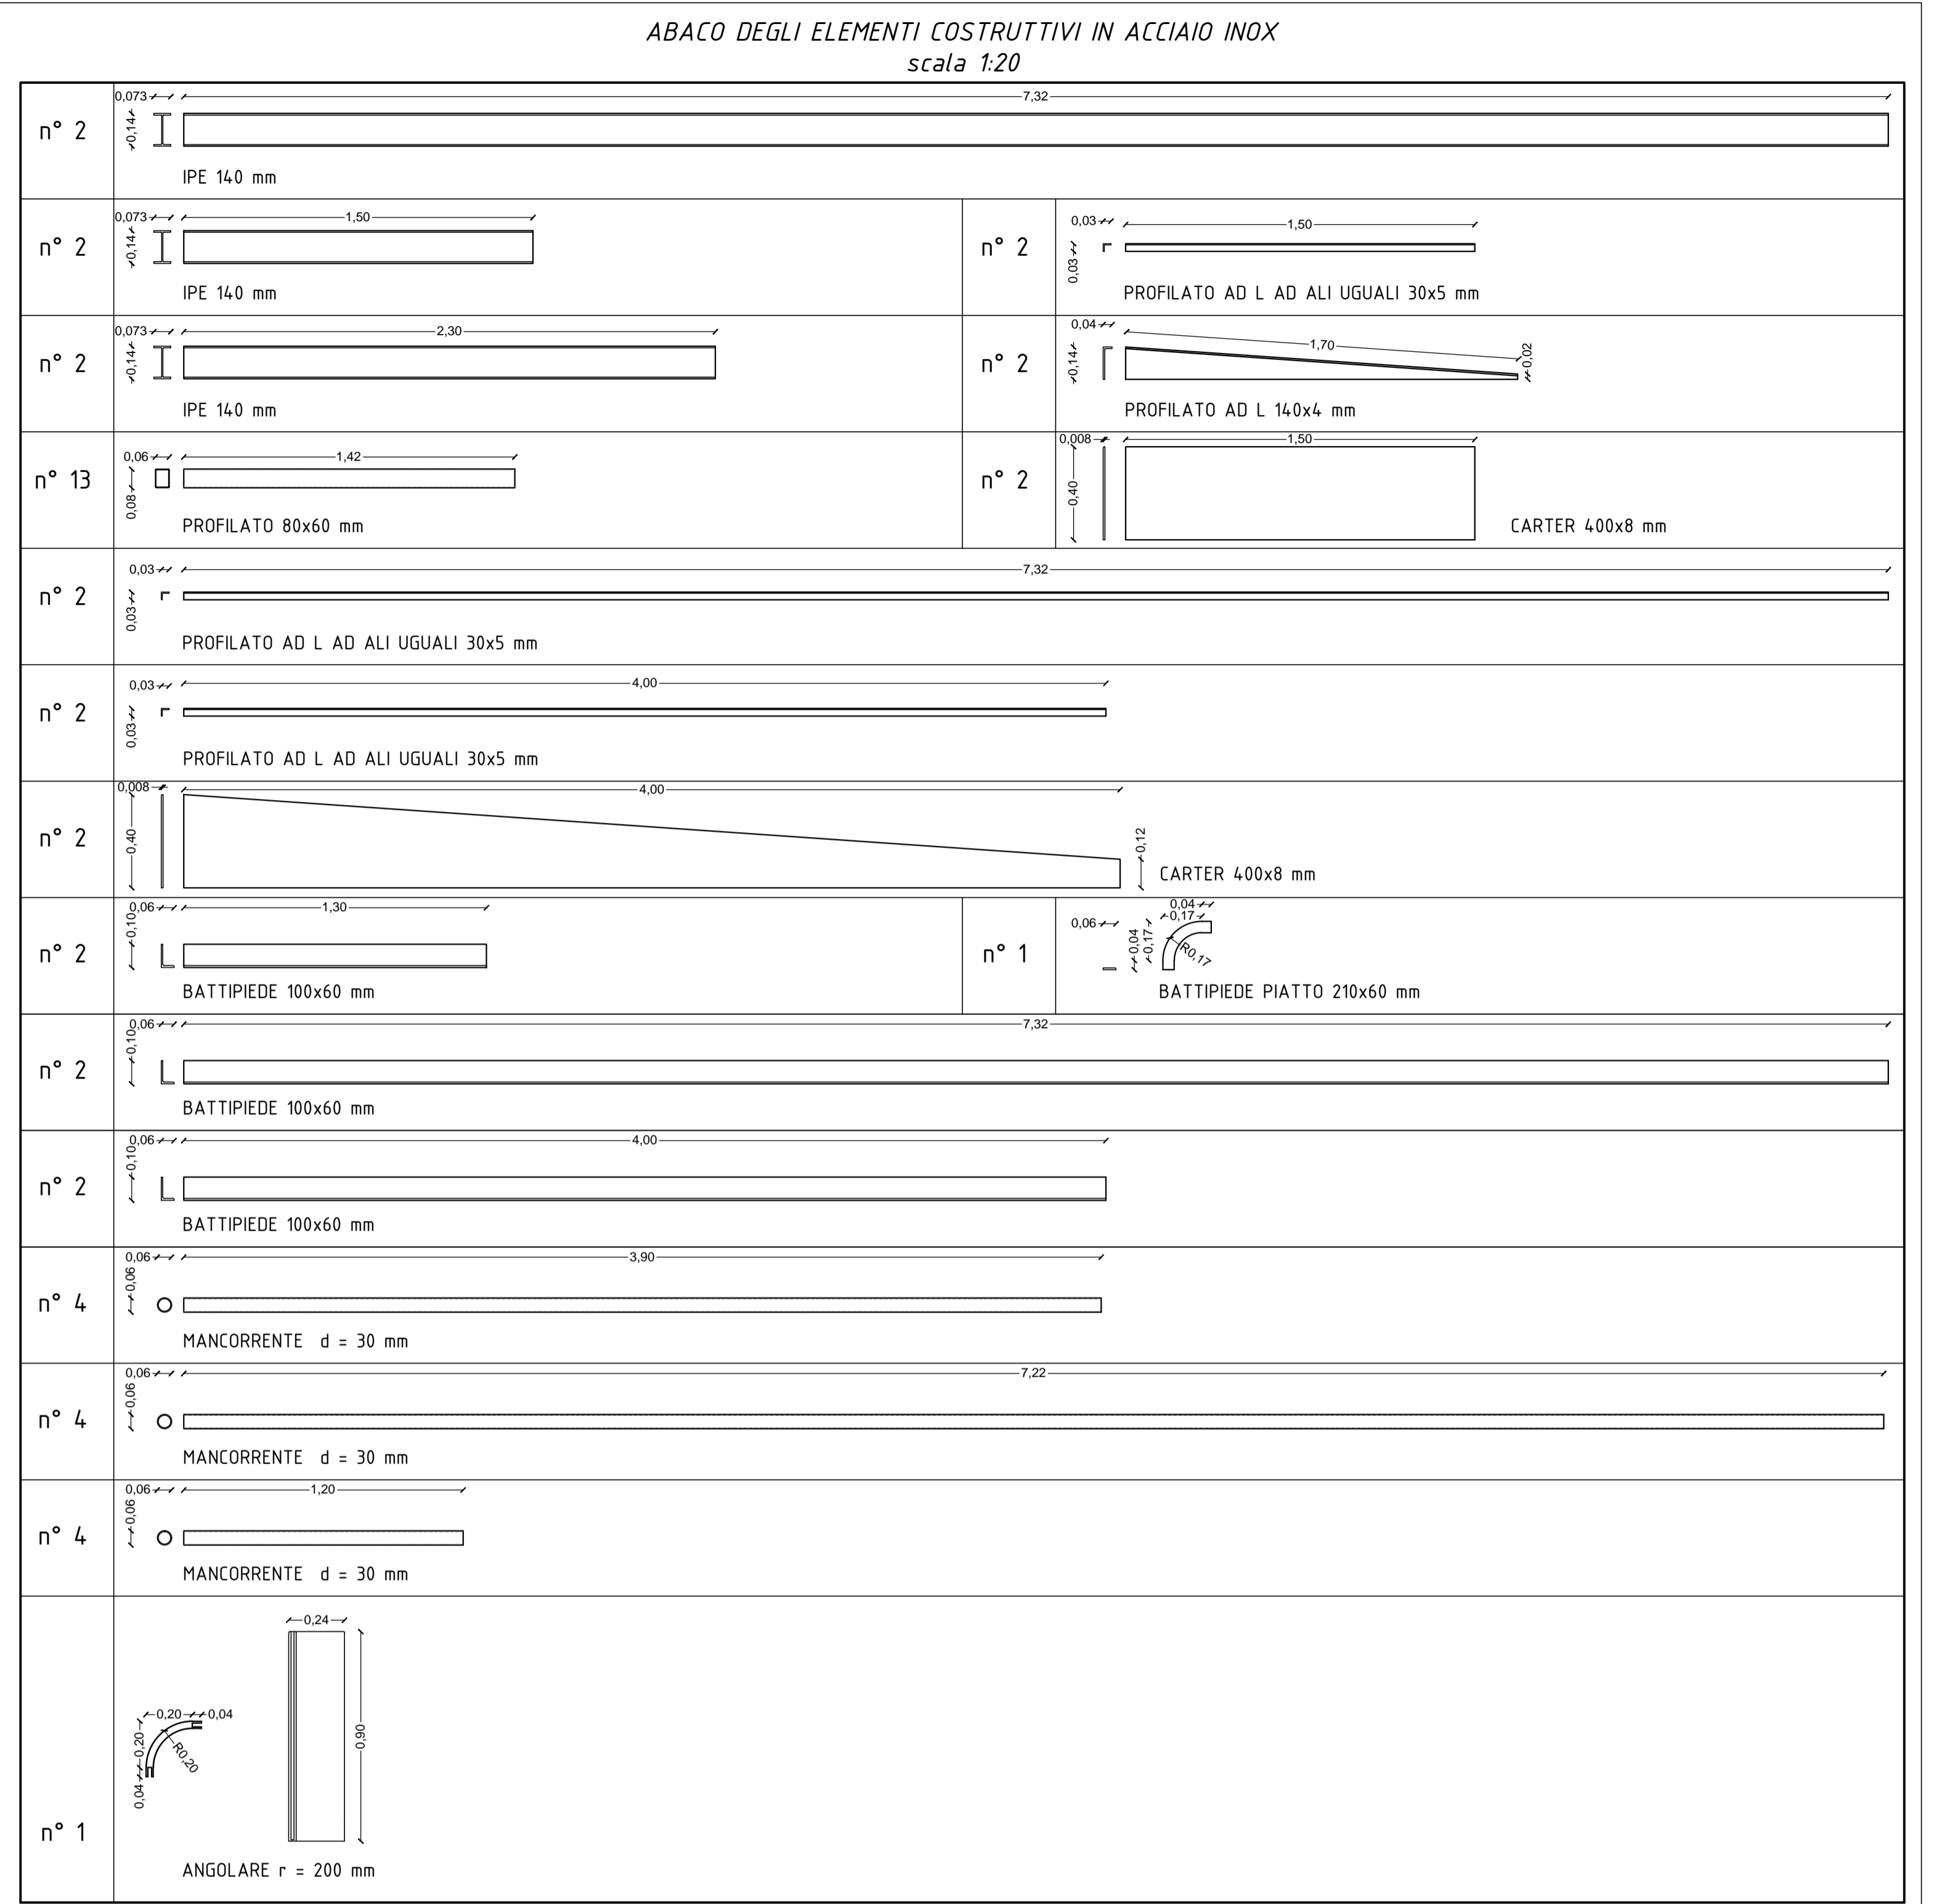 ABACO DEGLI ELEMENTI COSTRUTTIVI IN ACCIAIO INOX
scala 1:20
n° 2
0,073
7,32
0,14
IPE 140 mm
n° 2
0,073
1,50
0,14
IPE 140 mm
n° 2
0,03
1,50
0,03
PROFILATO AD L AD ALI UGUALI 30x5 mm
n° 2
0,073
2,30
0,14
IPE 140 mm
n° 2
0,04
1,70
0,14
0,02
PROFILATO AD L 140x4 mm
n° 13
0,06
1,42
0,08
PROFILATO 80x60 mm
n° 2
0,008
1,50
0,40
CARTER 400x8 mm
n° 2
0,03
7,32
0,03
PROFILATO AD L AD ALI UGUALI 30x5 mm
n° 2
0,03
4,00
0,03
PROFILATO AD L AD ALI UGUALI 30x5 mm
n° 2
0,008
4,00
0,40
0,12
CARTER 400x8 mm
n° 2
0,06
1,30
0,10
BATTIPIEDE 100x60 mm
n° 1
0,06
0,04
0,17
0,04
0,17
R0,17
BATTIPIEDE PIATTO 210x60 mm
n° 2
0,06
7,32
0,10
BATTIPIEDE 100x60 mm
n° 2
0,06
4,00
0,10
BATTIPIEDE 100x60 mm
n° 4
0,06
3,90
0,06
MANCORRENTE d = 30 mm
n° 4
0,06
7,22
0,06
MANCORRENTE d = 30 mm
n° 4
0,06
1,20
0,06
MANCORRENTE d = 30 mm
n° 1
0,24
0,90
0,20
0,04
0,20
0,04
R0,20
ANGOLARE r = 200 mm